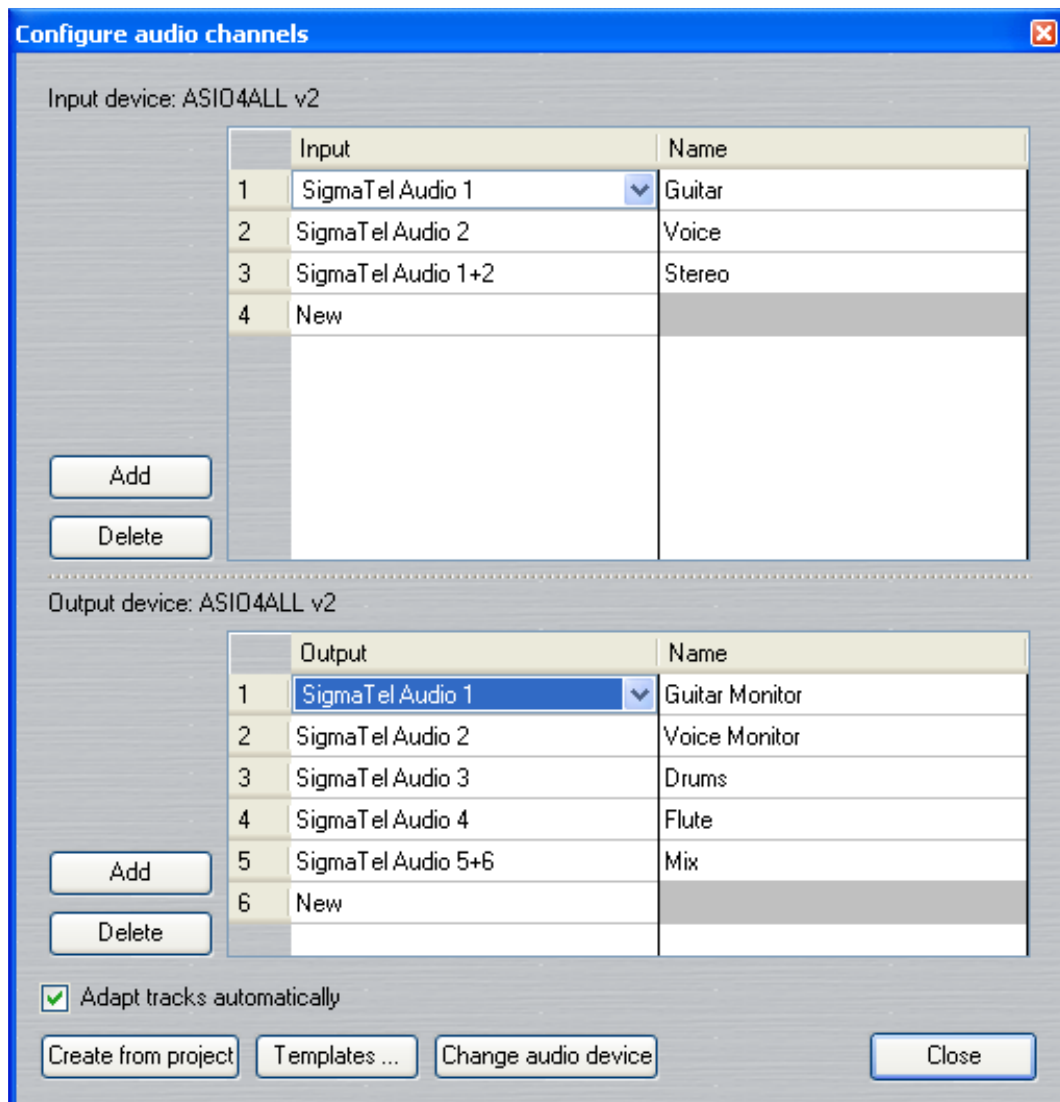 Configure audio channels
Input device: ASIO4ALL v2
Input Name
1 SigmaTel Audio 1 Guitar
2 SigmaTel Audio 2 Voice
3 SigmaTel Audio 1+2 Stereo
4 New
Add
Delete
Output device: ASIO4ALL v2
Output Name
1 SigmaTel Audio 1 Guitar Monitor
2 SigmaTel Audio 2 Voice Monitor
3 SigmaTel Audio 3 Drums
4 SigmaTel Audio 4 Flute
5 SigmaTel Audio 5+6 Mix
6 New
Add
Delete
Adapt tracks automatically
Create from project Templates ... Change audio device Close